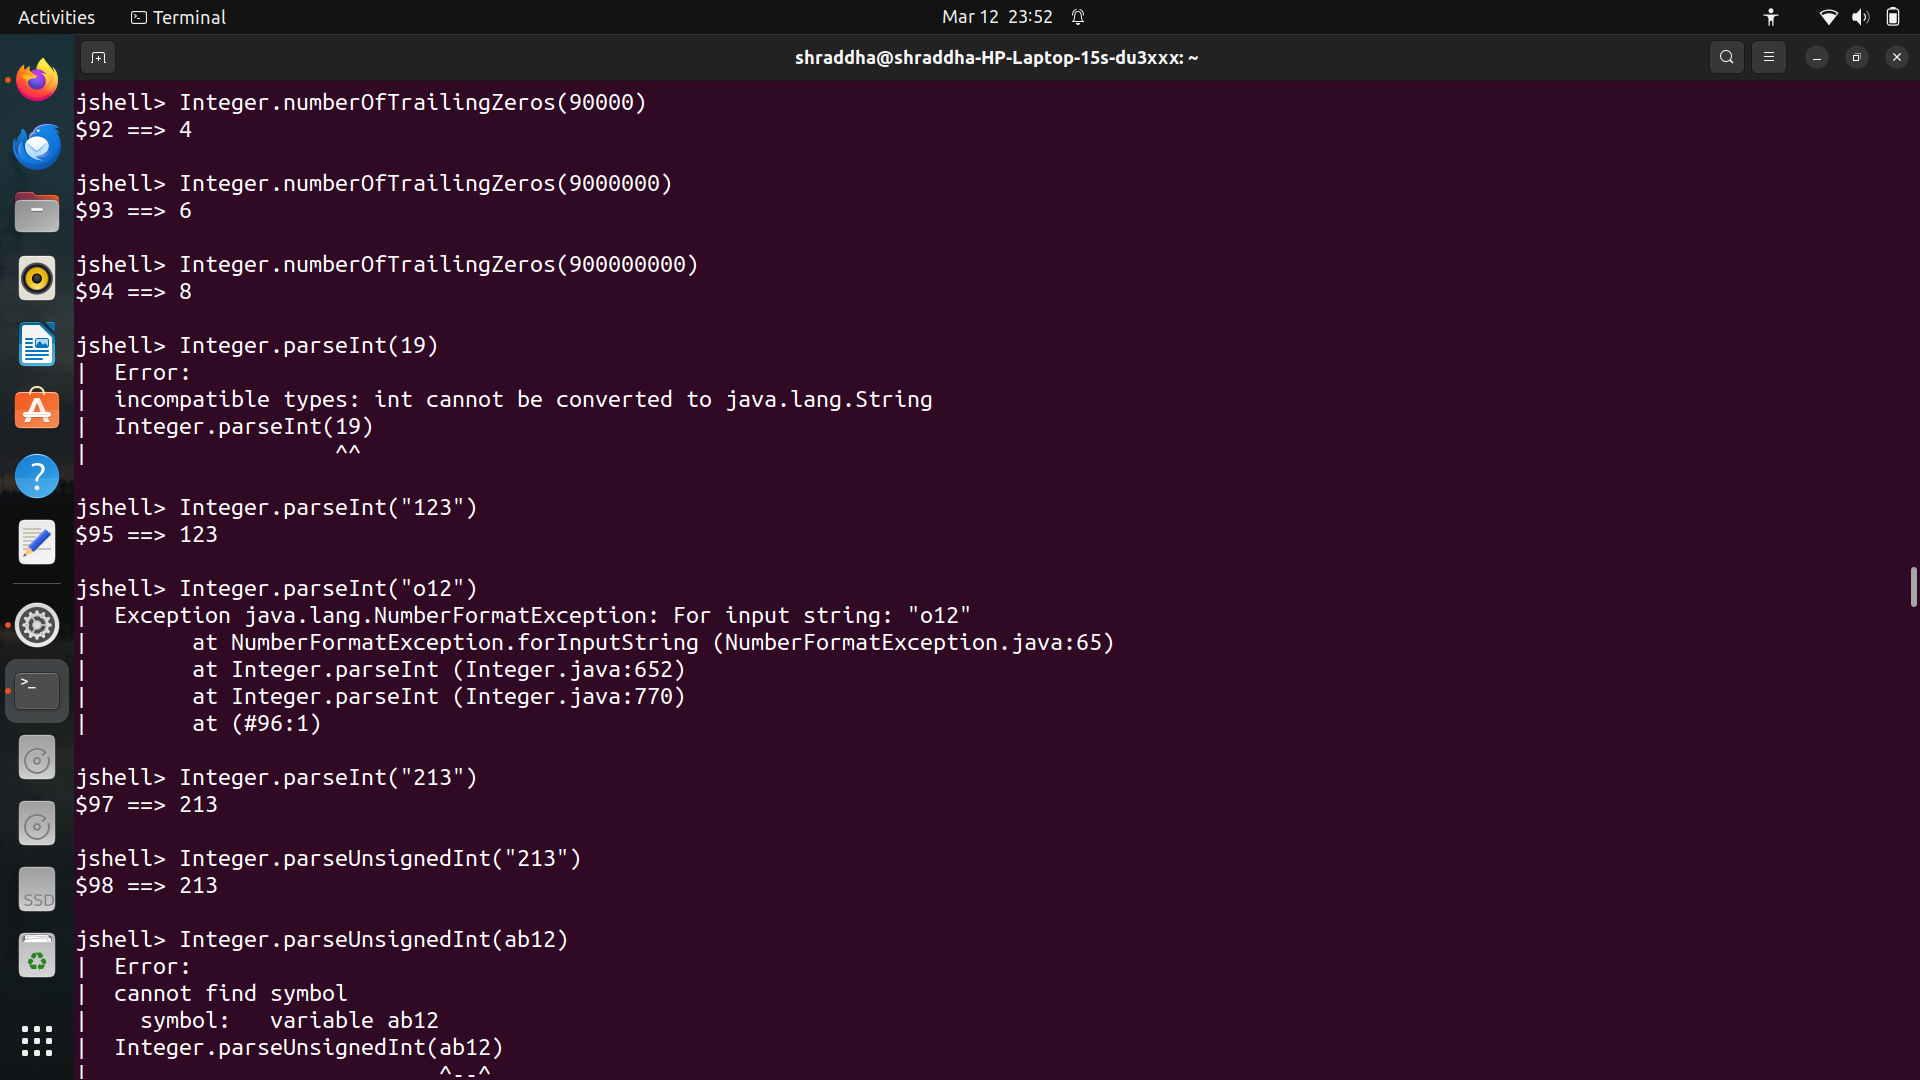 Activities
Terminal
Mar 12 23:52
shraddha@shraddha-HP-Laptop-15s-du3xxx: ~
jshell> Integer.numberOfTrailingZeros(90000)
$92 ==> 4
jshell> Integer.numberOfTrailingZeros(9000000)
$93 ==> 6
jshell> Integer.numberOfTrailingZeros(900000000)
$94 ==> 8
jshell> Integer.parseInt(19)
|  Error:
|  incompatible types: int cannot be converted to java.lang.String
|  Integer.parseInt(19)
|                   ^^
jshell> Integer.parseInt("123")
$95 ==> 123
jshell> Integer.parseInt("o12")
|  Exception java.lang.NumberFormatException: For input string: "o12"
|        at NumberFormatException.forInputString (NumberFormatException.java:65)
|        at Integer.parseInt (Integer.java:652)
|        at Integer.parseInt (Integer.java:770)
|        at (#96:1)
jshell> Integer.parseInt("213")
$97 ==> 213
jshell> Integer.parseUnsignedInt("213")
$98 ==> 213
jshell> Integer.parseUnsignedInt(ab12)
|  Error:
|  cannot find symbol
|    symbol:   variable ab12
|  Integer.parseUnsignedInt(ab12)
|                           ^--^
SSD